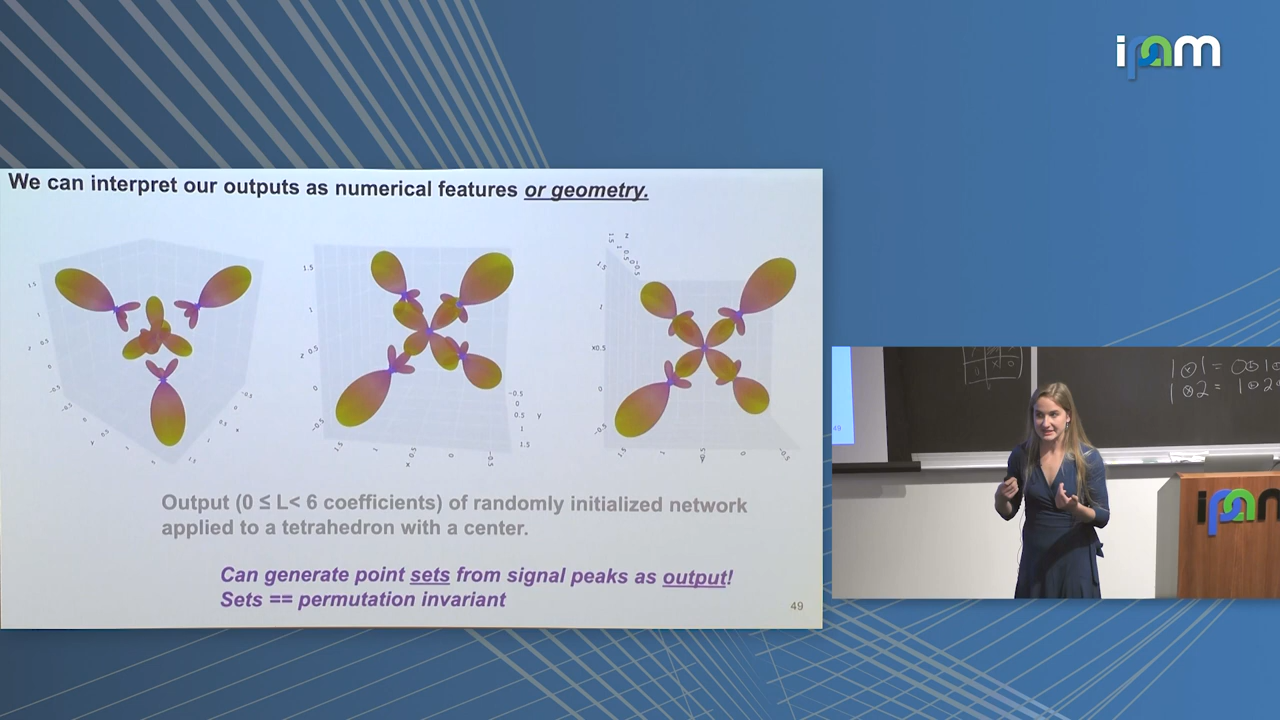 ipam
We can interpret our outputs as numerical features or geometry.
Output (0 ≤ L< 6 coefficients) of randomly initialized network
applied to a tetrahedron with a center.
Can generate point sets from signal peaks as output!
Sets == permutation invariant
49
ipam